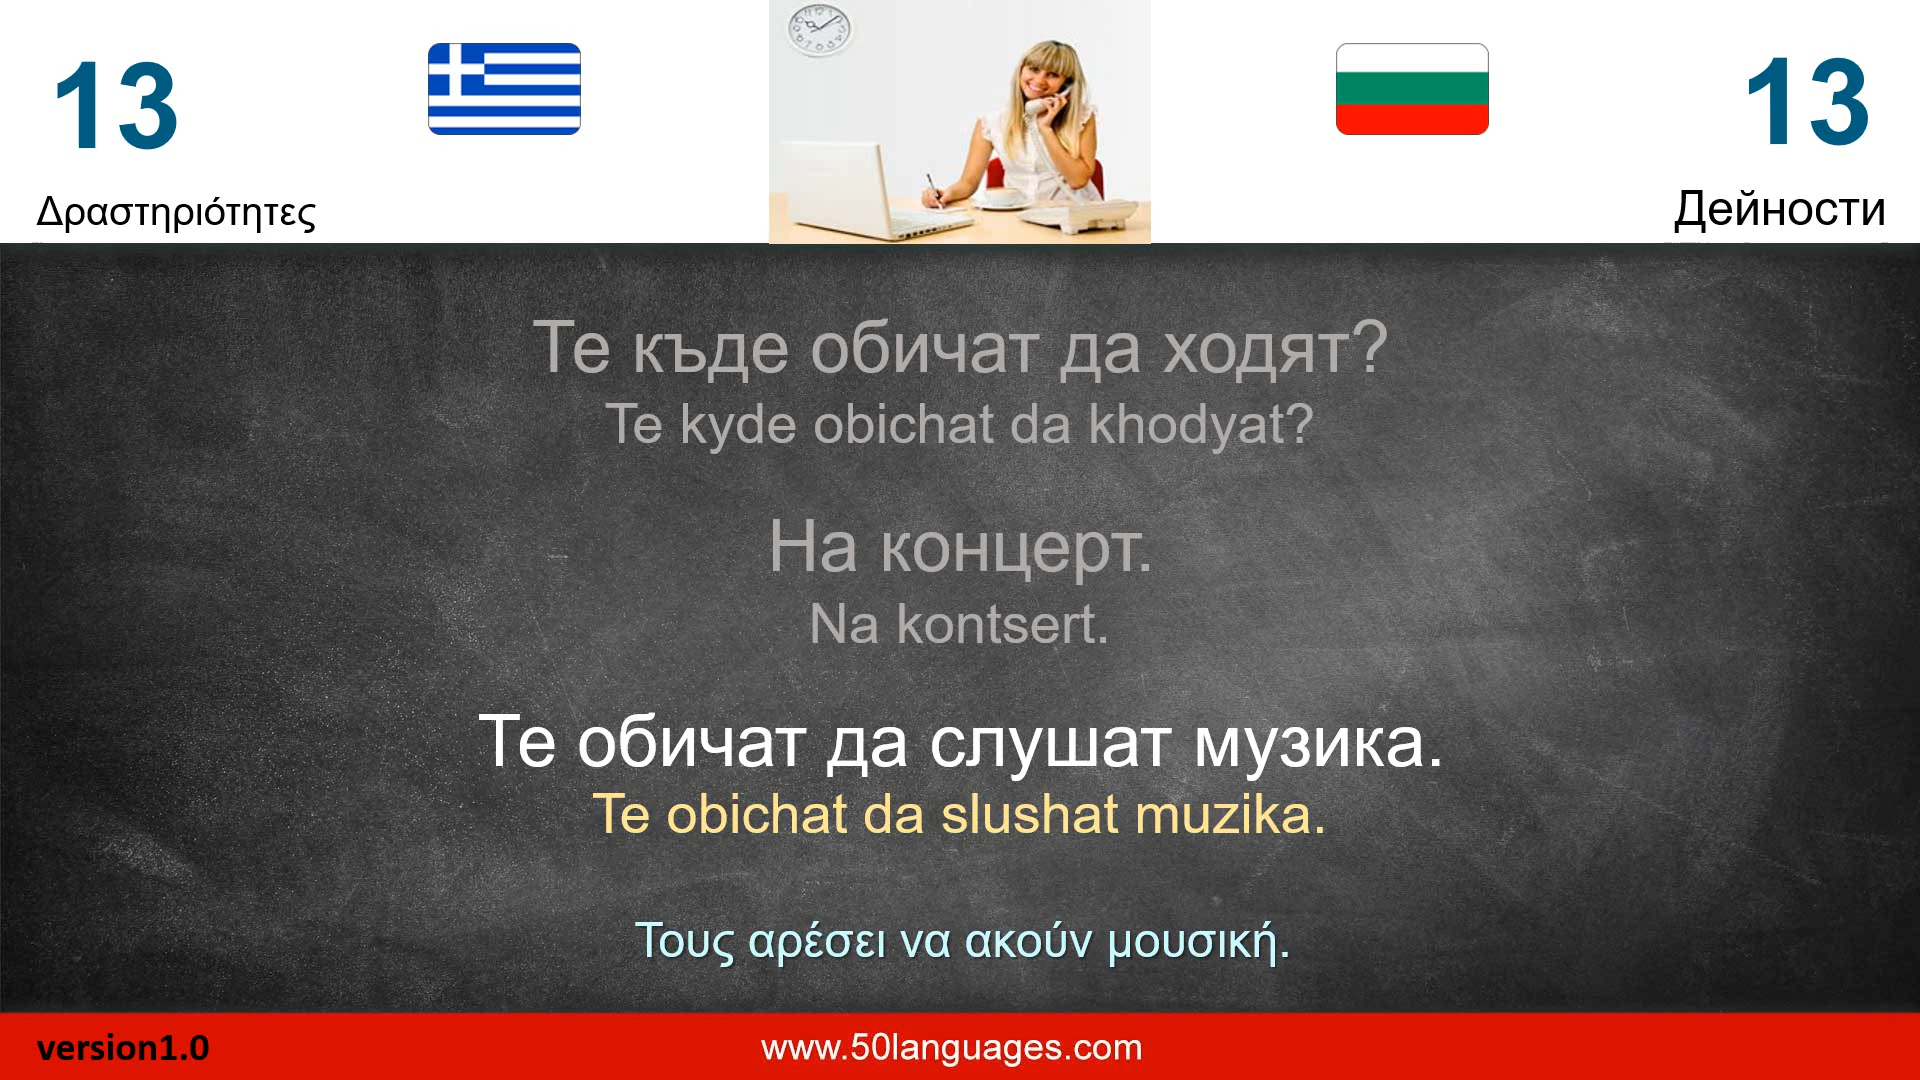 13
13
Δραστηριότητες
Дейности
Те къде обичат да ходят?
Te kyde obichat da khodyat?
На концерт.
Na kontsert.
Те обичат да слушат музика.
Te obichat da slushat muzika.
Τους αρέσει να ακούν μουσική.
version1.0
www.50languages.com